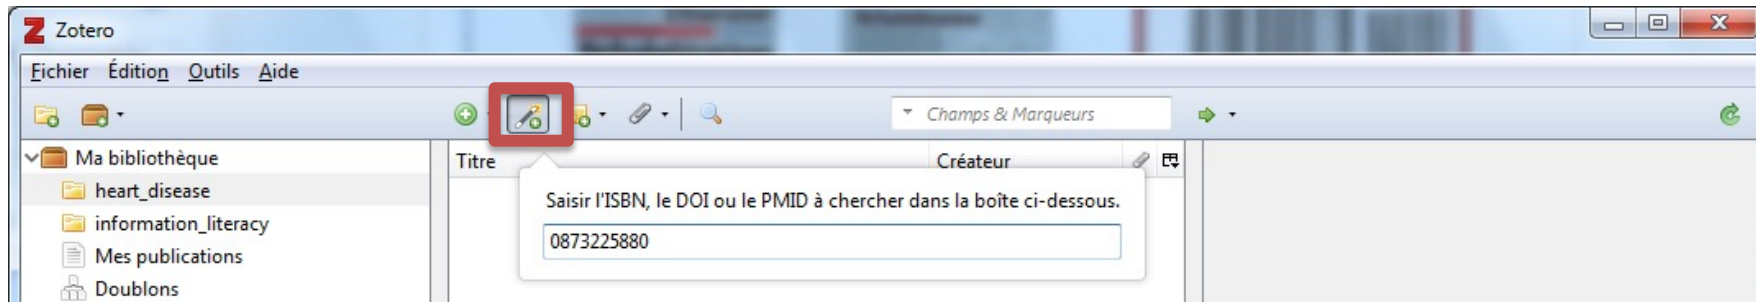 Zotero
Fichier Édition Outils Aide
Champs & Marqueurs
Ma bibliothèque
Titre Créateur
heart_disease
Saisir l'ISBN, le DOI ou le PMID à chercher dans la boîte ci-dessous.
information_literacy
0873225880
Mes publications
Doublons